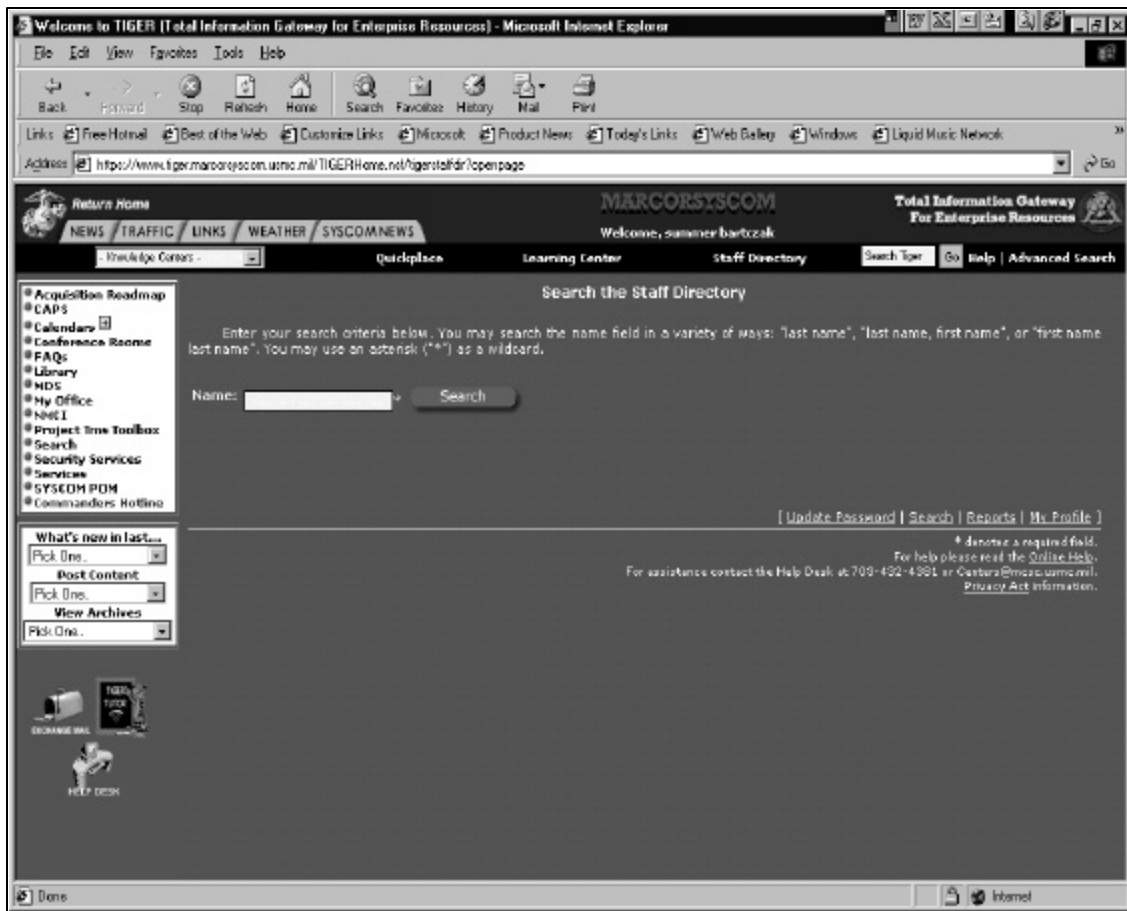 Welcome to TIGER (Total Information Gateway for Enterprise Resources) - Microsoft Internet Explorer
File Edit View Favorites Tools Help
Back Forward Stop Refresh Home Search Favorites History Mail Print
Links Free Hotmail Best of the Web Customize Links Microsoft Product News Today's Links Web Gallery Windows Liquid Music Network
Address Go
Return Home MARCORSYSCOM Total Information Gateway
For Enterprise Resources
NEWS TRAFFIC LINKS WEATHER SYSCOMNEWS Welcome, summer bartczak
- Knowledge Centers - Quickplace Learning Center Staff Directory Search Tiger Go Help | Advanced Search
Search the Staff Directory
Enter your search criteria below. You may search the name field in a variety of ways: "last name", "last name, first name", or "first name
last name". You may use an asterisk ("*") as a wildcard.
Name: * Search
Acquisition Roadmap
CAPS
Calendars
Conference Rooms
FAQs
Library
MDS
My Office
NMCI
Project Tms Toolbox
Search
Security Services
Services
SYSCOM POM
Commanders Hotline
[ Update Password | Search | Reports | My Profile ]
* denotes a required field.
For help please read the Online Help.
For assistance contact the Help Desk at 703-432-4381 or Centers@mcsc.usmc.mil.
Privacy Act information.
What's new in last....
Pick One..
Post Content
Pick One..
View Archives
Pick One..
EXCHANGE MAIL
TIGER
TUTOR
HELP DESK
Done Internet